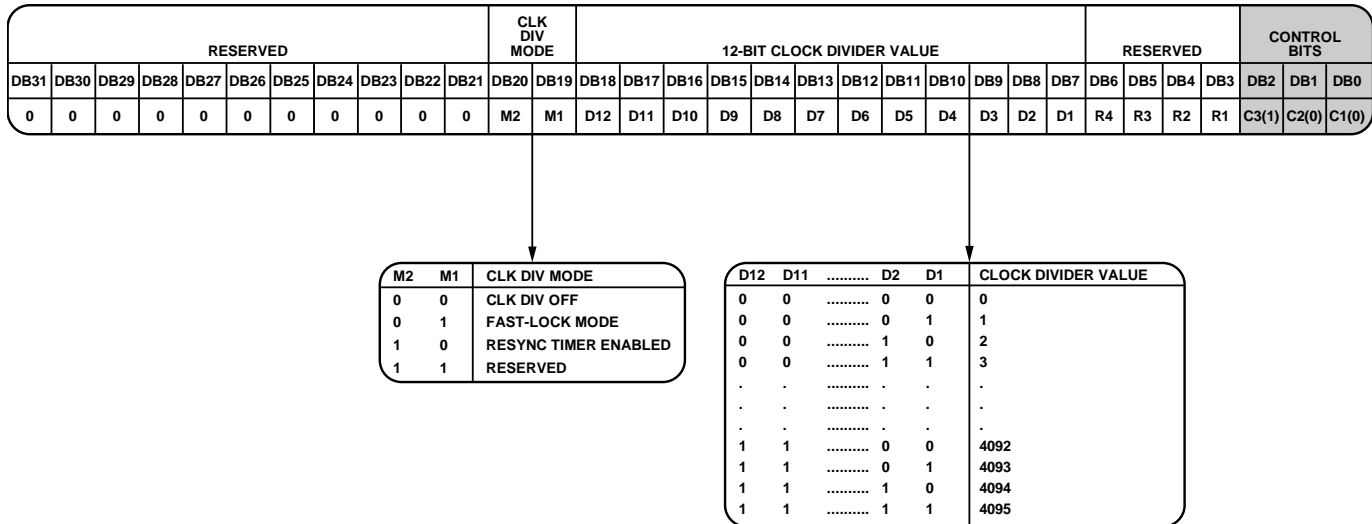 RESERVED CLK DIV MODE 12-BIT CLOCK DIVIDER VALUE RESERVED CONTROL BITS
DB31 DB30 DB29 DB28 DB27 DB26 DB25 DB24 DB23 DB22 DB21 DB20 DB19 DB18 DB17 DB16 DB15 DB14 DB13 DB12 DB11 DB10 DB9 DB8 DB7 DB6 DB5 DB4 DB3 DB2 DB1 DB0
0 0 0 0 0 0 0 0 0 0 0 M2 M1 D12 D11 D10 D9 D8 D7 D6 D5 D4 D3 D2 D1 R4 R3 R2 R1 C3(1) C2(0) C1(0)
M2 M1 CLK DIV MODE
0 0 CLK DIV OFF
0 1 FAST-LOCK MODE
1 0 RESYNC TIMER ENABLED
1 1 RESERVED
D12 D11 .......... D2 D1 CLOCK DIVIDER VALUE
0 0 .......... 0 0 0
0 0 .......... 0 1 1
0 0 .......... 1 0 2
0 0 .......... 1 1 3
. . .......... . . .
. . .......... . . .
. . .......... . . .
1 1 .......... 0 0 4092
1 1 .......... 0 1 4093
1 1 .......... 1 0 4094
1 1 .......... 1 1 4095